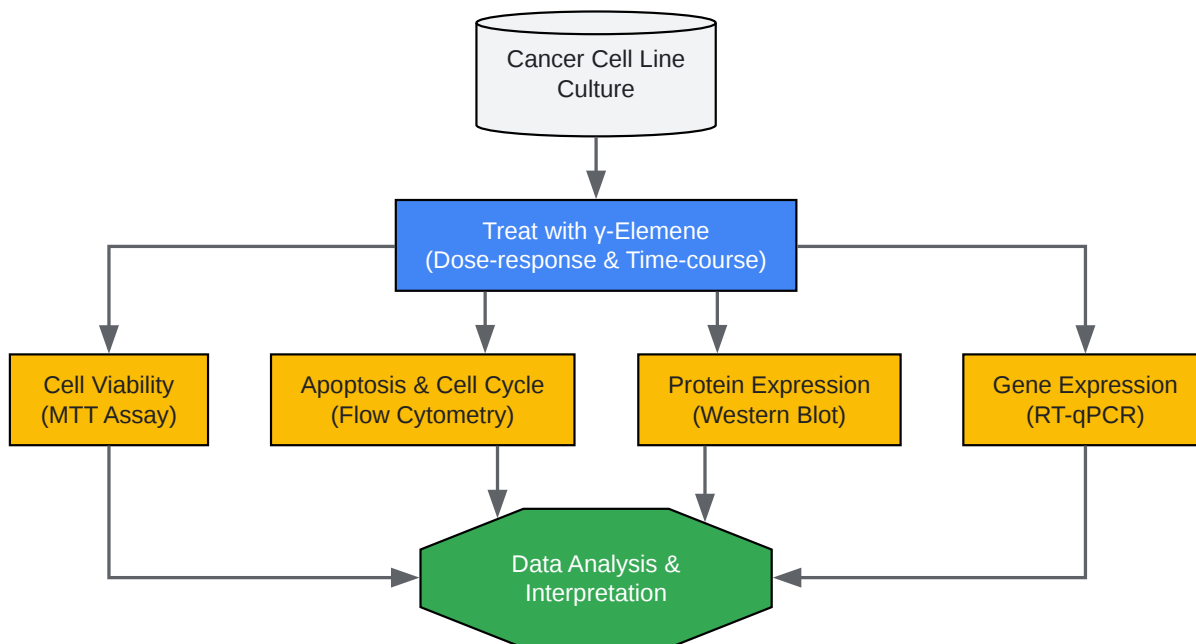 Cancer Cell Line
Culture
Treat with γ-Elemene
(Dose-response & Time-course)
Cell Viability
(MTT Assay)
Apoptosis & Cell Cycle
(Flow Cytometry)
Protein Expression
(Western Blot)
Gene Expression
(RT-qPCR)
Data Analysis &
Interpretation